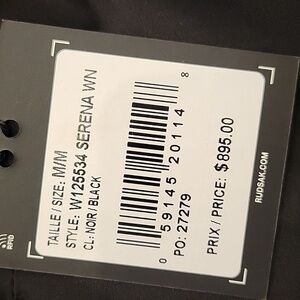 TAILLE / SIZE: M/M
STYLE: W125534 SERENA WN
CL: NOIR / BLACK
0 59145 20114 8
PO: 27279
PRIX / PRICE: $895.00
RUDSAK.COM
RFID